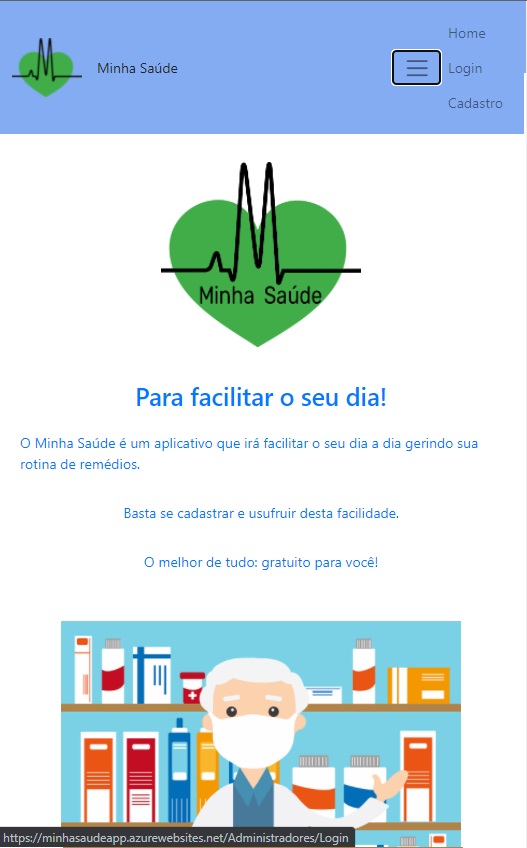 Home
Minha Saúde
Login
Cadastro
Minha Saúde
Para facilitar o seu dia!
O Minha Saúde é um aplicativo que irá facilitar o seu dia a dia gerindo sua
rotina de remédios.
Basta se cadastrar e usufruir desta facilidade.
O melhor de tudo: gratuito para você!
https://minhasaudeapp.azurewebsites.net/Administradores/Login